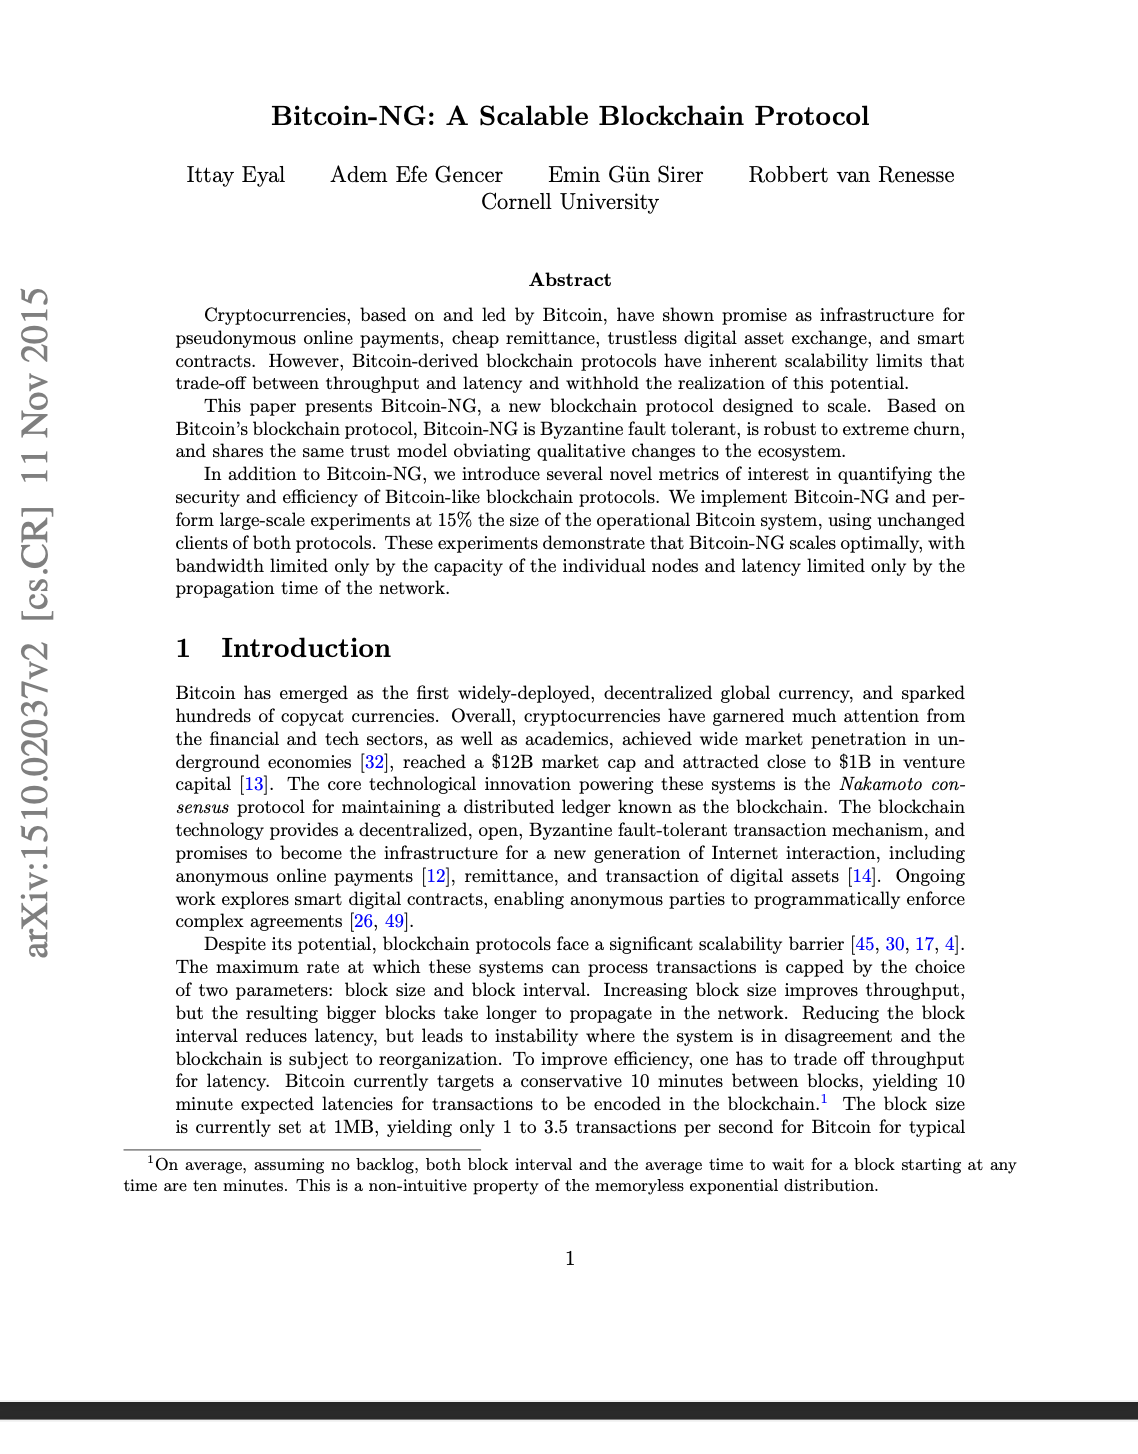 Bitcoin-NG: A Scalable Blockchain Protocol
Ittay Eyal Adem Efe Gencer Emin Gün Sirer Robbert van Renesse
Cornell University
arXiv:1510.02037v2 [cs.CR] 11 Nov 2015
Abstract
Cryptocurrencies, based on and led by Bitcoin, have shown promise as infrastructure for
pseudonymous online payments, cheap remittance, trustless digital asset exchange, and smart
contracts. However, Bitcoin-derived blockchain protocols have inherent scalability limits that
trade-off between throughput and latency and withhold the realization of this potential.
This paper presents Bitcoin-NG, a new blockchain protocol designed to scale. Based on
Bitcoin's blockchain protocol, Bitcoin-NG is Byzantine fault tolerant, is robust to extreme churn,
and shares the same trust model obviating qualitative changes to the ecosystem.
In addition to Bitcoin-NG, we introduce several novel metrics of interest in quantifying the
security and efficiency of Bitcoin-like blockchain protocols. We implement Bitcoin-NG and per-
form large-scale experiments at 15% the size of the operational Bitcoin system, using unchanged
clients of both protocols. These experiments demonstrate that Bitcoin-NG scales optimally, with
bandwidth limited only by the capacity of the individual nodes and latency limited only by the
propagation time of the network.
1 Introduction
Bitcoin has emerged as the first widely-deployed, decentralized global currency, and sparked
hundreds of copycat currencies. Overall, cryptocurrencies have garnered much attention from
the financial and tech sectors, as well as academics, achieved wide market penetration in un-
derground economies [32], reached a $12B market cap and attracted close to $1B in venture
capital [13]. The core technological innovation powering these systems is the Nakamoto con-
sensus protocol for maintaining a distributed ledger known as the blockchain. The blockchain
technology provides a decentralized, open, Byzantine fault-tolerant transaction mechanism, and
promises to become the infrastructure for a new generation of Internet interaction, including
anonymous online payments [12], remittance, and transaction of digital assets [14]. Ongoing
work explores smart digital contracts, enabling anonymous parties to programmatically enforce
complex agreements [26, 49].
Despite its potential, blockchain protocols face a significant scalability barrier [45, 30, 17, 4].
The maximum rate at which these systems can process transactions is capped by the choice
of two parameters: block size and block interval. Increasing block size improves throughput,
but the resulting bigger blocks take longer to propagate in the network. Reducing the block
interval reduces latency, but leads to instability where the system is in disagreement and the
blockchain is subject to reorganization. To improve efficiency, one has to trade off throughput
for latency. Bitcoin currently targets a conservative 10 minutes between blocks, yielding 10
minute expected latencies for transactions to be encoded in the blockchain.1 The block size
is currently set at 1MB, yielding only 1 to 3.5 transactions per second for Bitcoin for typical
1On average, assuming no backlog, both block interval and the average time to wait for a block starting at any
time are ten minutes. This is a non-intuitive property of the memoryless exponential distribution.
1